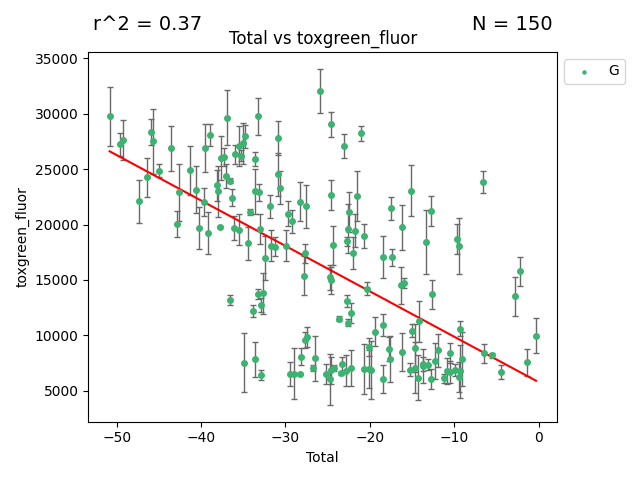 r^2 = 0.37
N = 150
Total vs toxgreen_fluor
G
35000
30000
25000
20000
15000
10000
5000
toxgreen_fluor
−50
−40
−30
−20
−10
0
Total